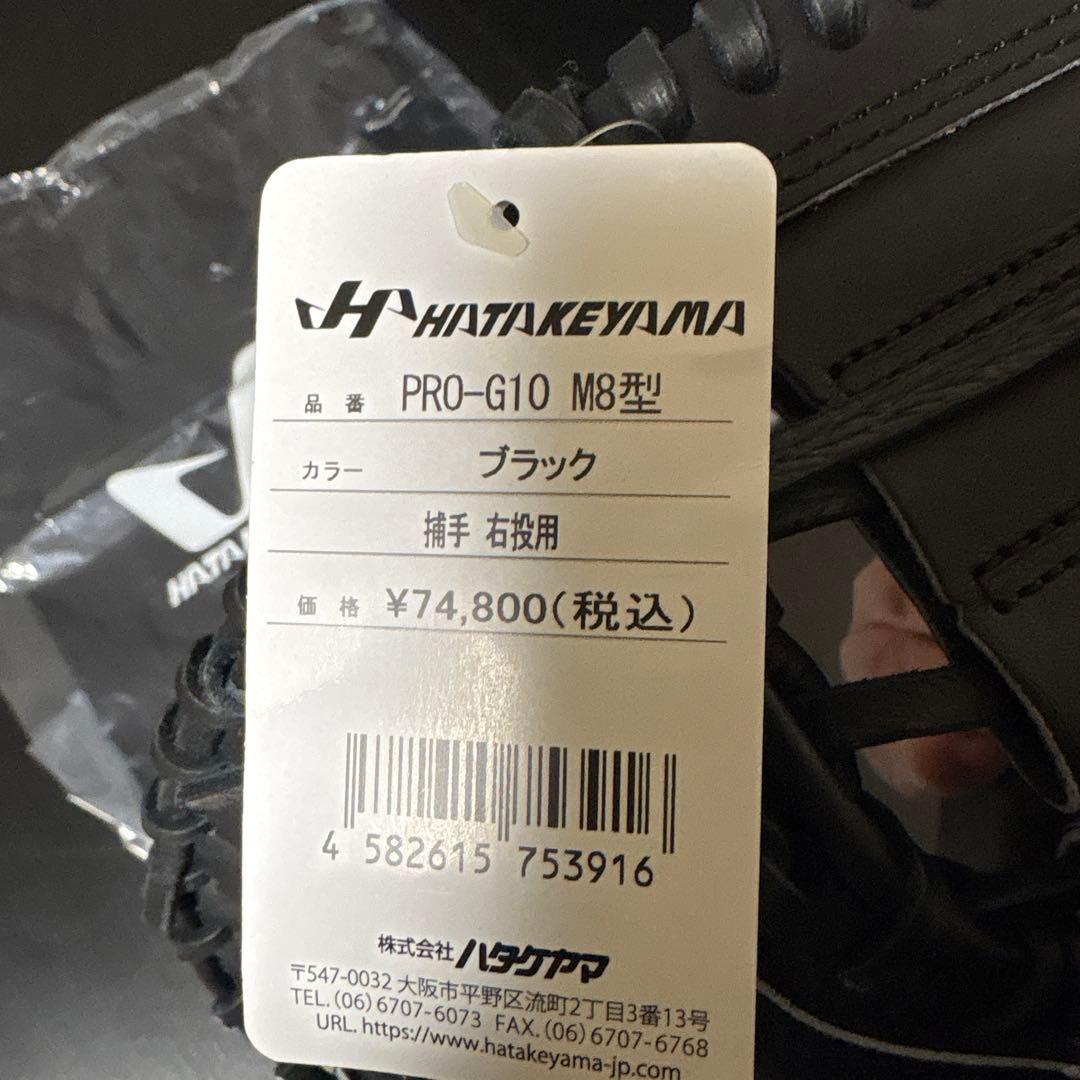 HATAKEYAMA
品番 PRO-G10 M8型
カラー ブラック
捕手 右投用
価格 ¥74,800(税込)
4 582615 753916
株式会社 ハタケヤマ
〒547-0032 大阪市平野区流町2丁目3番13号
TEL.(06)6707-6073 FAX.(06)6707-6768
URL. https://www.hatakeyama-jp.com
HATA